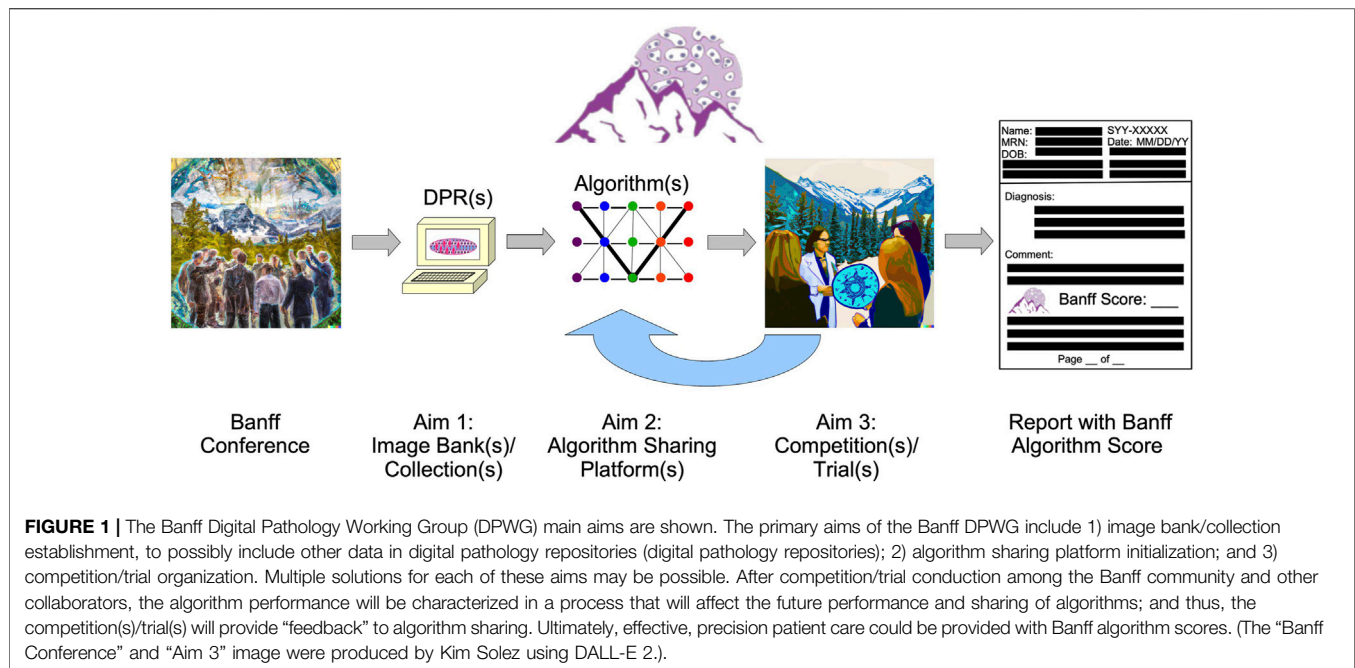 DPR(s)
Algorithm(s)
Name:
SYY-XXXXX
MRN:
Date: MM/DD/YY
DOB:
Diagnosis:
Comment:
Banff Score: ___
Page __ of __
Banff
Conference
Aim 1:
Image Bank(s)/
Collection(s)
Aim 2:
Algorithm Sharing
Platform(s)
Aim 3:
Competition(s)/
Trial(s)
Report with Banff
Algorithm Score
FIGURE 1 | The Banff Digital Pathology Working Group (DPWG) main aims are shown. The primary aims of the Banff DPWG include 1) image bank/collection
establishment, to possibly include other data in digital pathology repositories (digital pathology repositories); 2) algorithm sharing platform initialization; and 3)
competition/trial organization. Multiple solutions for each of these aims may be possible. After competition/trial conduction among the Banff community and other
collaborators, the algorithm performance will be characterized in a process that will affect the future performance and sharing of algorithms; and thus, the
competition(s)/trial(s) will provide “feedback” to algorithm sharing. Ultimately, effective, precision patient care could be provided with Banff algorithm scores. (The “Banff
Conference” and “Aim 3” image were produced by Kim Solez using DALL-E 2.).